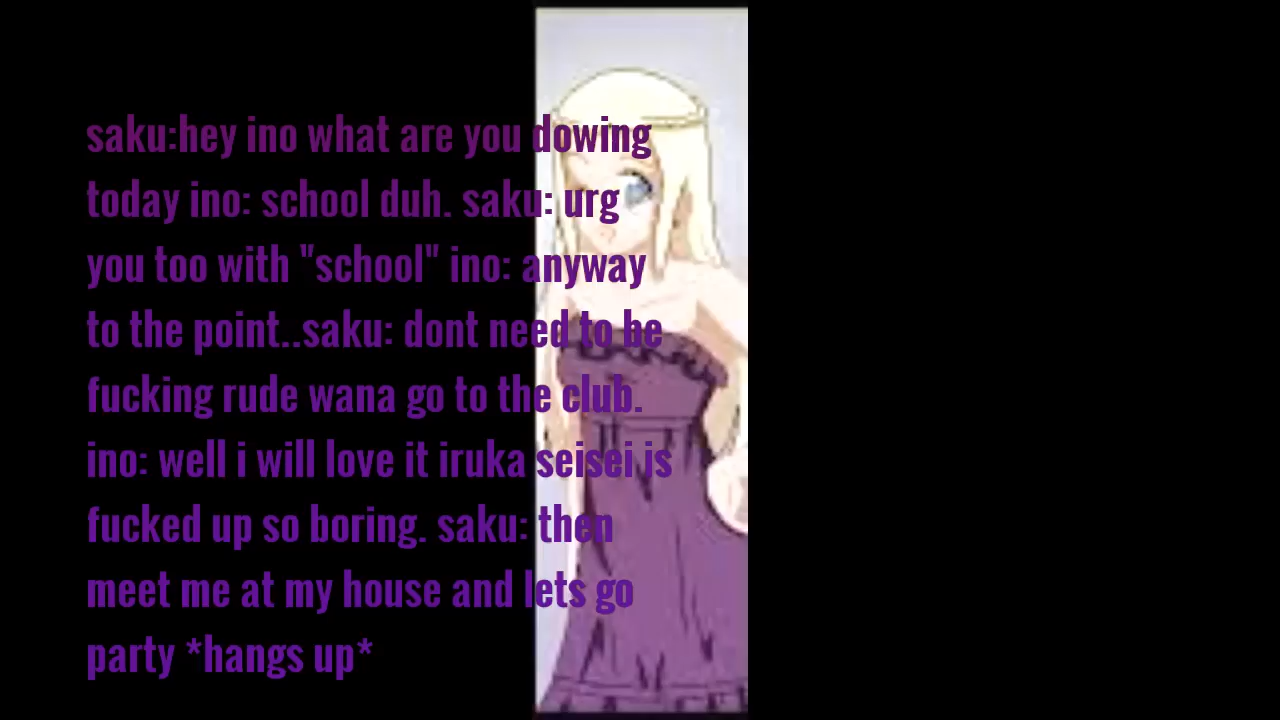 saku:hey ino what are you dowing
today ino: school duh. saku: urg
you too with "school" ino: anyway
to the point..saku: dont need to be
fucking rude wana go to the club.
ino: well i will love it iruka seisei is
fucked up so boring. saku: then
meet me at my house and lets go
party *hangs up*